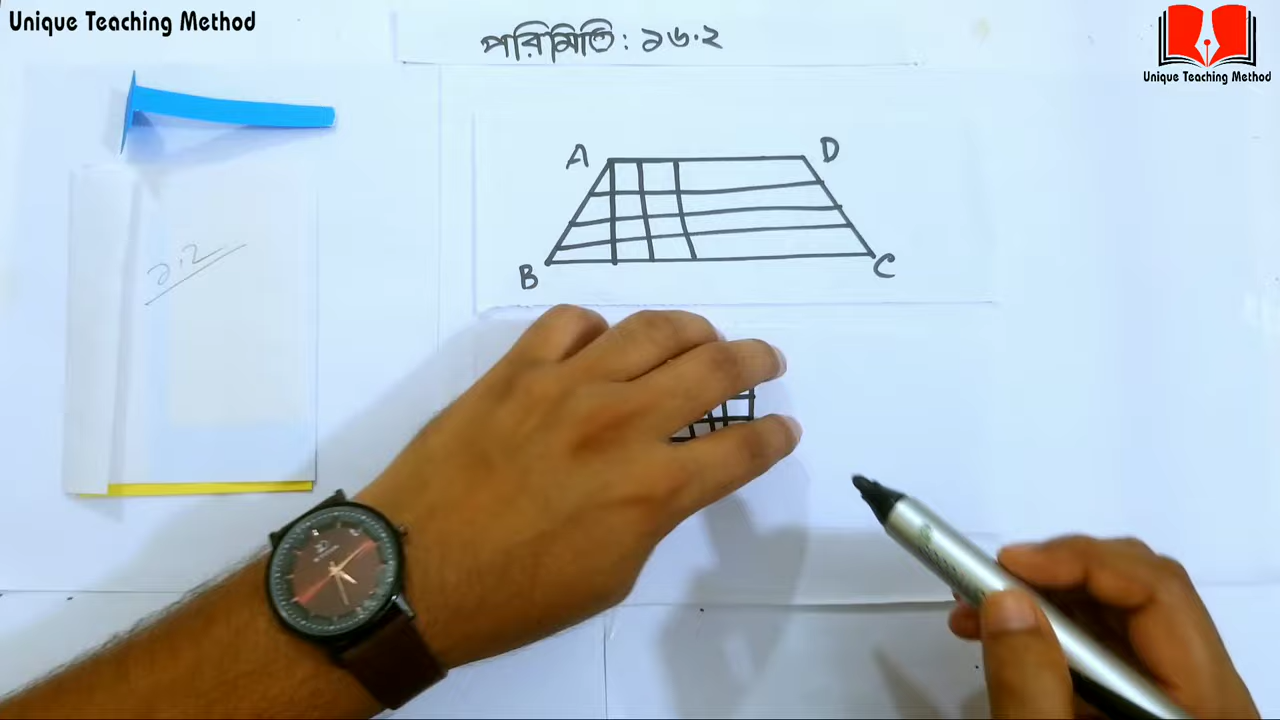 Unique Teaching Method
পরিমিতি: ১৬.২
Unique Teaching Method
A
D
B
C